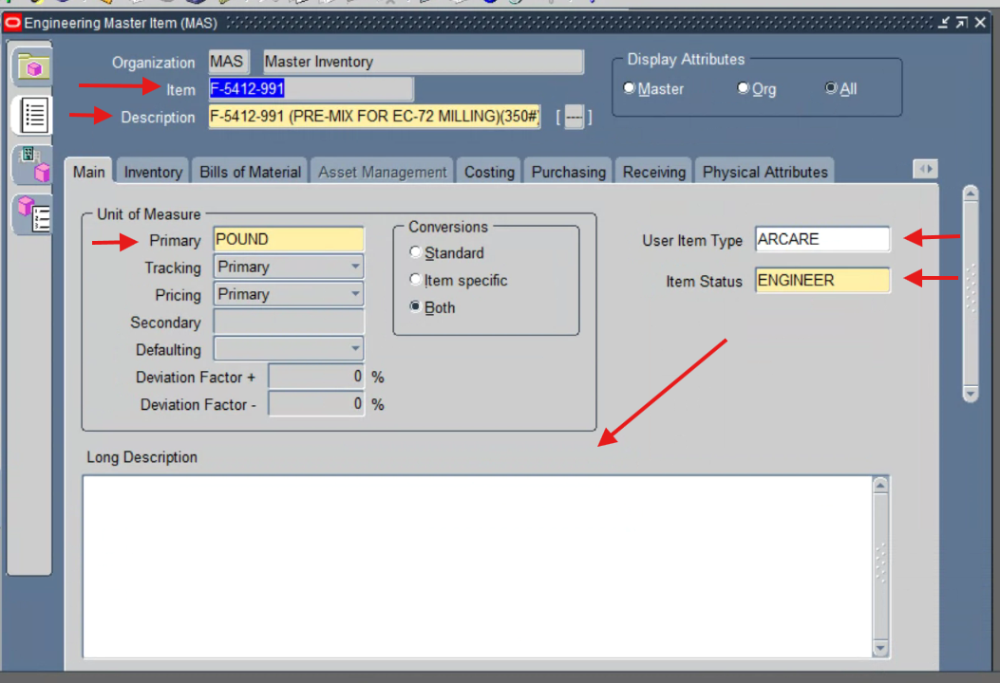 Engineering Master Item (MAS)
Organization MAS Master Inventory
Item F-5412-991
Description F-5412-991 (PRE-MIX FOR EC-72 MILLING)(350#) [ ---- ]
Display Attributes
Master Org All
Main Inventory Bills of Material Asset Management Costing Purchasing Receiving Physical Attributes
Unit of Measure
Primary POUND
Tracking Primary
Pricing Primary
Secondary
Defaulting
Deviation Factor + 0 %
Deviation Factor - 0 %
Conversions
Standard
Item specific
Both
User Item Type ARCARE
Item Status ENGINEER
Long Description